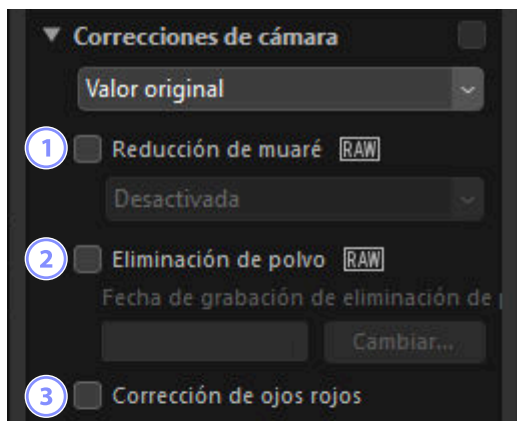 Correcciones de cámara
Valor original
1 Reducción de muaré RAW
Desactivada
2 Eliminación de polvo RAW
Fecha de grabación de eliminación de
Cambiar...
3 Corrección de ojos rojos